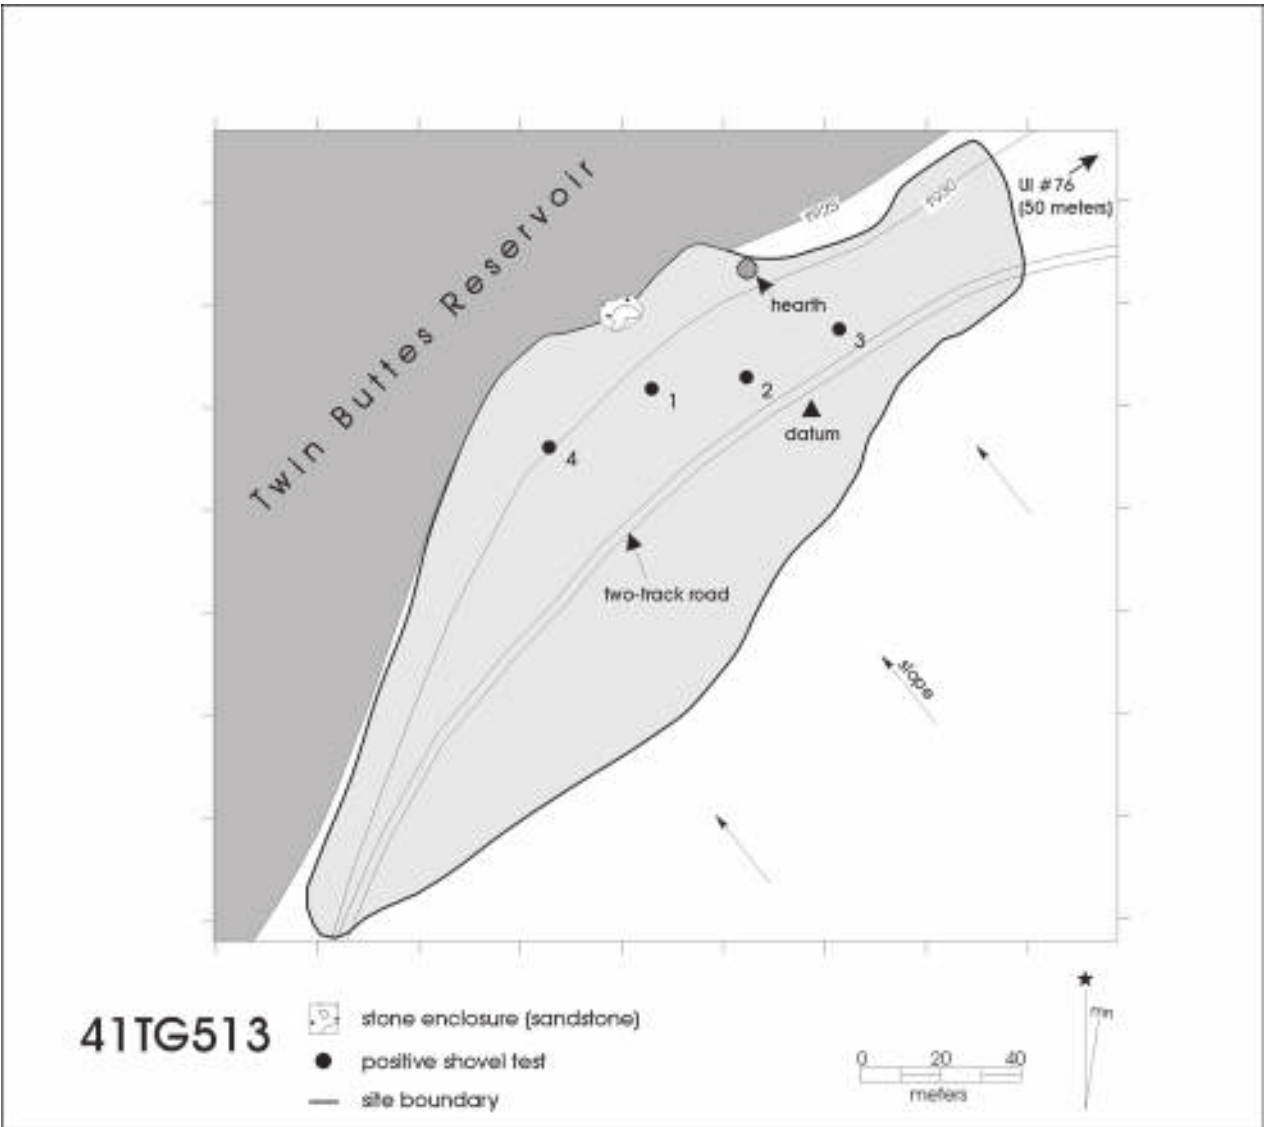 Twin Buttes Reservoir
1925
1930
UI #76
(50 meters)
hearth
3
1
2
datum
4
two-track road
slope
41TG513
stone enclosure (sandstone)
positive shovel test
site boundary
0 20 40
meters
mn